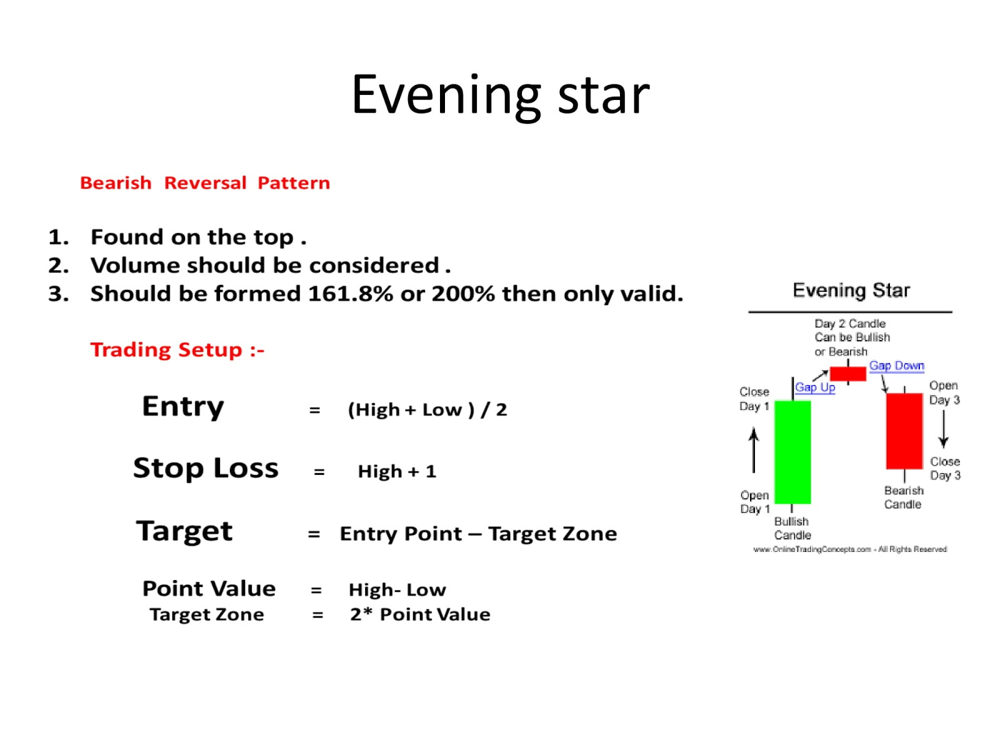 Evening star
Bearish Reversal Pattern
1. Found on the top .
2. Volume should be considered .
3. Should be formed 161.8% or 200% then only valid.
Trading Setup :-
Entry = (High + Low ) / 2
Stop Loss = High + 1
Target = Entry Point – Target Zone
Point Value = High- Low
Target Zone = 2* Point Value
Evening Star
Day 2 Candle
Can be Bullish
or Bearish
Gap Down
Gap Up
Close
Day 1
Open
Day 3
Open
Day 1
Close
Day 3
Bullish
Candle
Bearish
Candle
www.OnlineTradingConcepts.com - All Rights Reserved